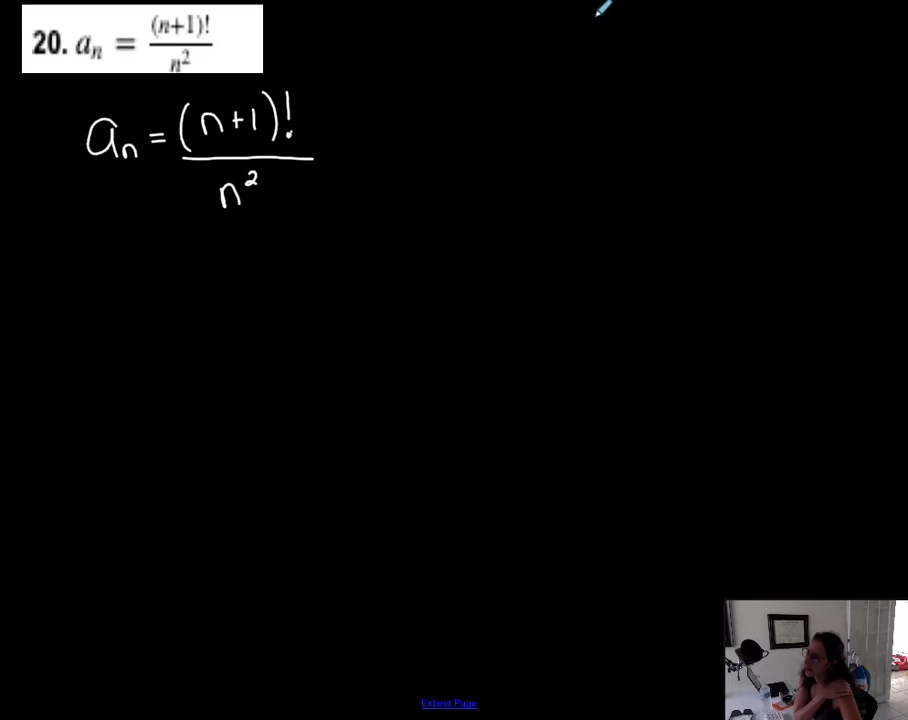 20. aₙ = (n+1)! / n²
aₙ = (n+1)! / n²
Extend Page